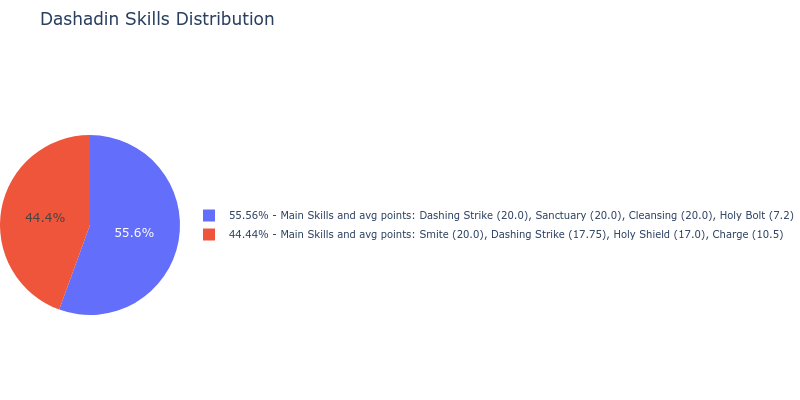 Dashadin Skills Distribution
44.4%
55.6%
55.56% - Main Skills and avg points: Dashing Strike (20.0), Sanctuary (20.0), Cleansing (20.0), Holy Bolt (7.2)
44.44% - Main Skills and avg points: Smite (20.0), Dashing Strike (17.75), Holy Shield (17.0), Charge (10.5)